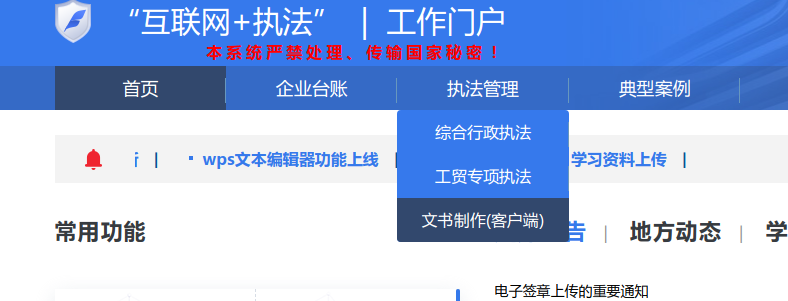 “互联网+执法” | 工作门户
本系统严禁处理、传输国家秘密！
首页 企业台账 执法管理 典型案例
综合行政执法
| ▪ wps文本编辑器功能上线 | 学习资料上传 |
工贸专项执法
文书制作(客户端)
常用功能 告 | 地方动态 | 学
电子签章上传的重要通知